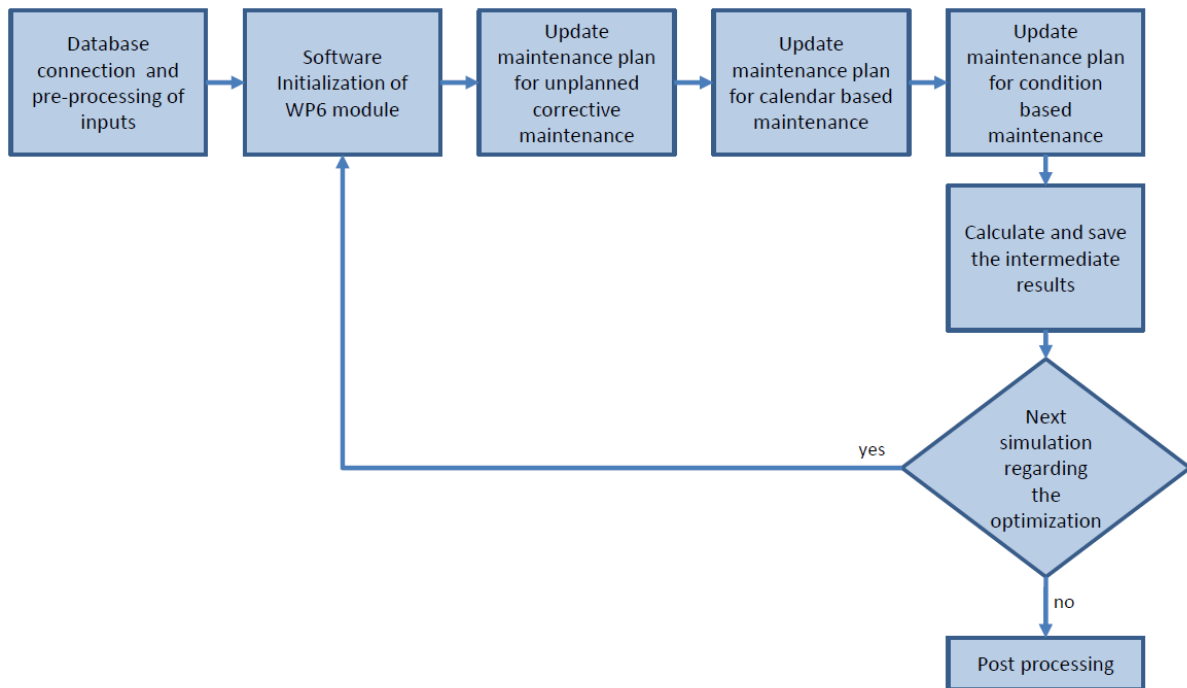 Database
connection and
pre-processing of
inputs
Software
Initialization of
WP6 module
Update
maintenance plan
for unplanned
corrective
maintenance
Update
maintenance plan
for calendar based
maintenance
Update
maintenance plan
for condition
based
maintenance
Calculate and save
the intermediate
results
Next
simulation
regarding
the
optimization
yes
no
Post processing